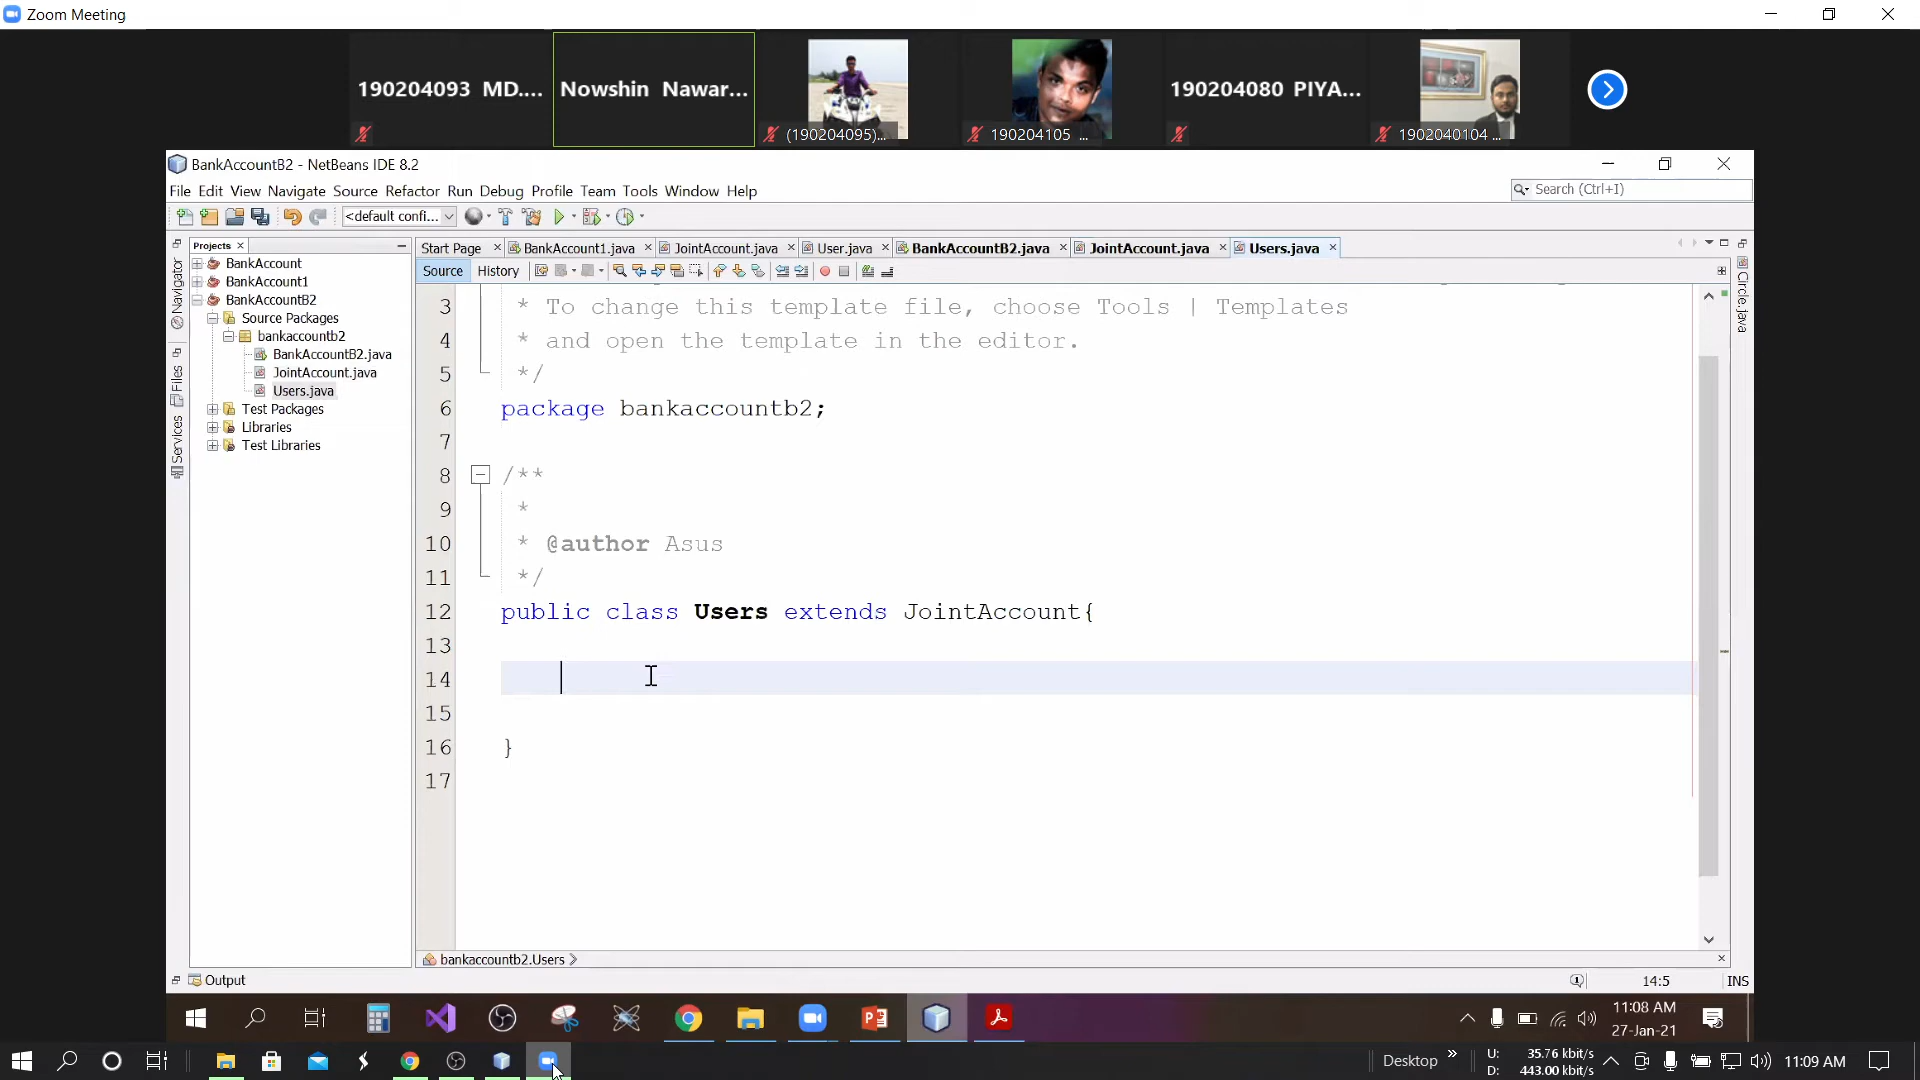 Zoom Meeting
190204093 MD....
Nowshin Nawar...
(190204095)...
190204105 ...
190204080 PIYA...
1902040104 ...
BankAccountB2 - NetBeans IDE 8.2
File Edit View Navigate Source Refactor Run Debug Profile Team Tools Window Help
Search (Ctrl+I)
<default confi...
Projects
Start Page
BankAccount1.java
JointAccount.java
User.java
BankAccountB2.java
JointAccount.java
Users.java
Source History
Navigator
Files
Services
BankAccount
BankAccount1
BankAccountB2
Source Packages
bankaccountb2
BankAccountB2.java
JointAccount.java
Users.java
Test Packages
Libraries
Test Libraries
Circle.java
3 * To change this template file, choose Tools | Templates
4 * and open the template in the editor.
5 */
6 package bankaccountb2;
7
8 /**
9 *
10 * @author Asus
11 */
12 public class Users extends JointAccount{
13
14
15
16 }
17
bankaccountb2.Users
Output
14:5
INS
11:08 AM
27-Jan-21
Desktop
U: 35.76 kbit/s
D: 443.00 kbit/s
11:09 AM